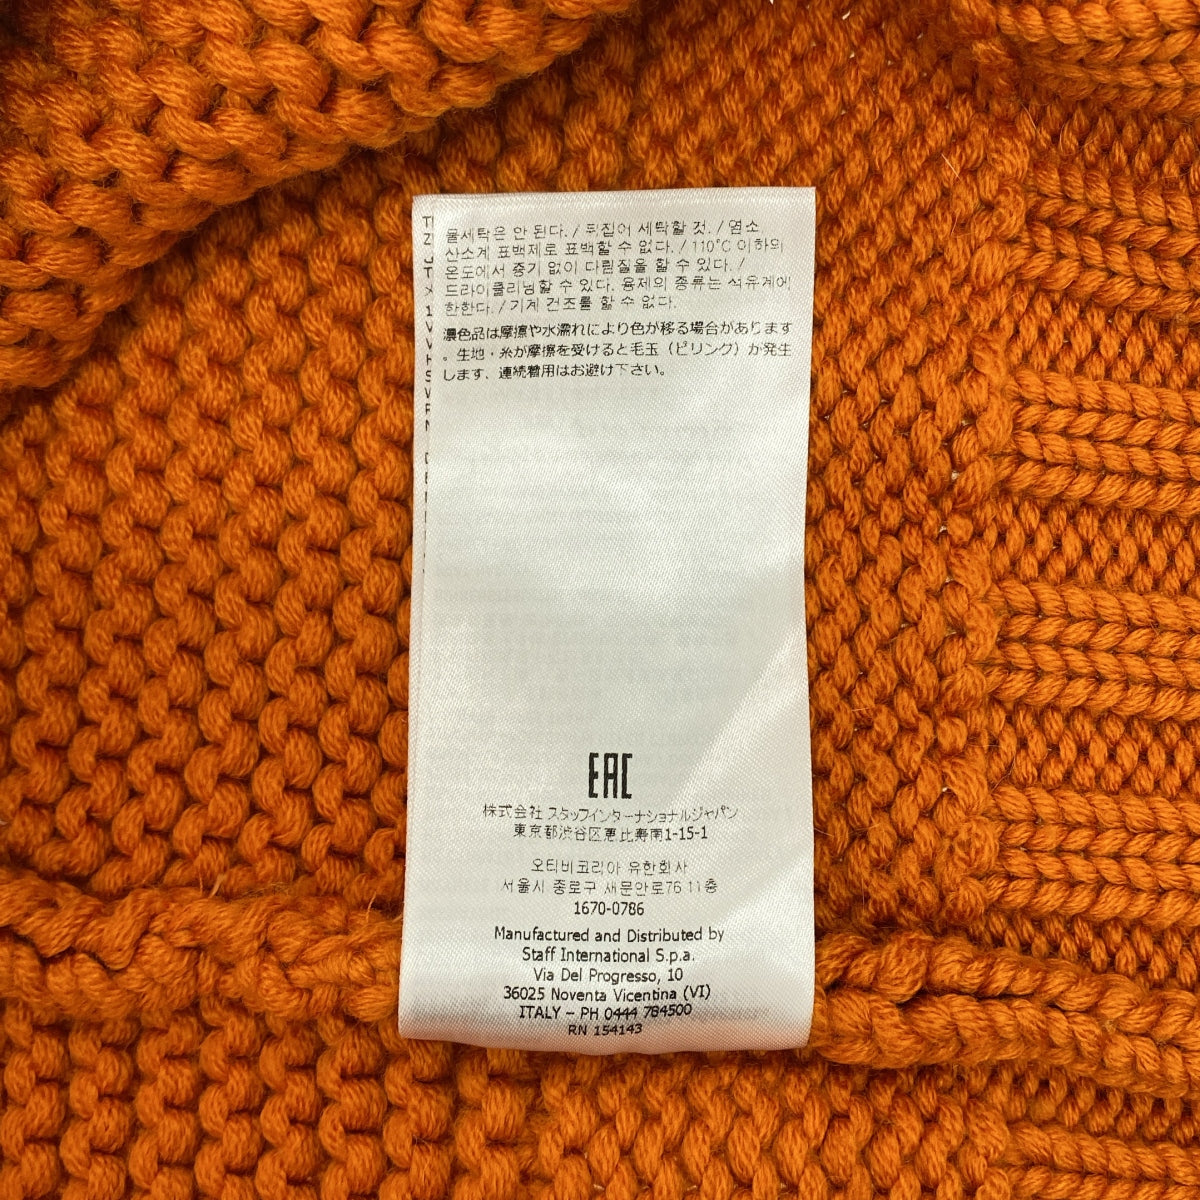 물세탁은 안 된다. / 뒤집어 세탁할 것. / 염소
산소계 표백제로 표백할 수 없다. / 110°C 이하의
온도에서 증기 없이 다림질을 할 수 있다. /
드라이클리닝할 수 있다. 용제의 종류는 석유계에
한한다. / 기계 건조를 할 수 없다.
濃色品は摩擦や水濡れにより色が移る場合があります
。生地・糸が摩擦を受けると毛玉（ピリング）が発生
します、連続着用はお避け下さい。
EAC
株式会社 スタッフインターナショナルジャパン
東京都渋谷区恵比寿南1-15-1
오티비코리아 유한회사
서울시 종로구 새문안로76 11층
1670-0786
Manufactured and Distributed by
Staff International S.p.a.
Via Del Progresso, 10
36025 Noventa Vicentina (VI)
ITALY – PH 0444 784500
RN 154143